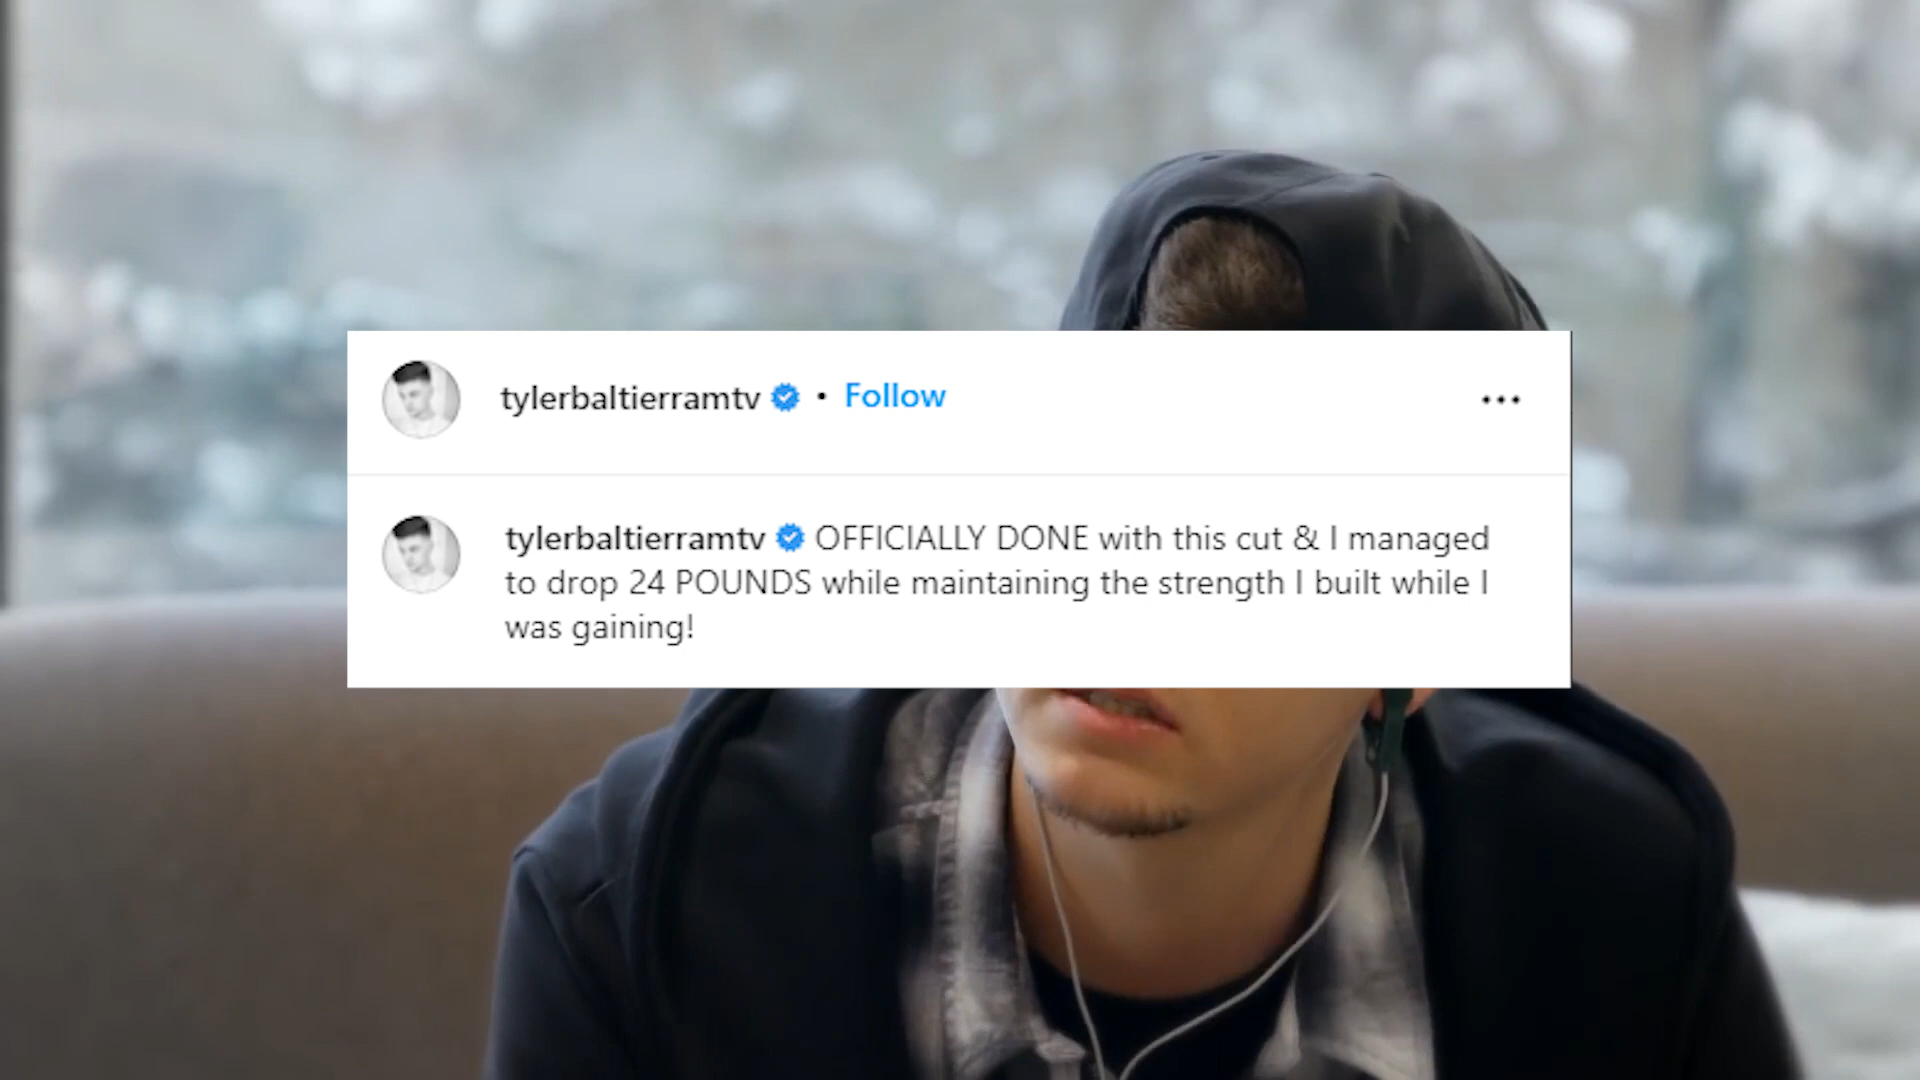 tylerbaltierramtv • Follow
tylerbaltierramtv OFFICIALLY DONE with this cut & I managed
to drop 24 POUNDS while maintaining the strength I built while I
was gaining!